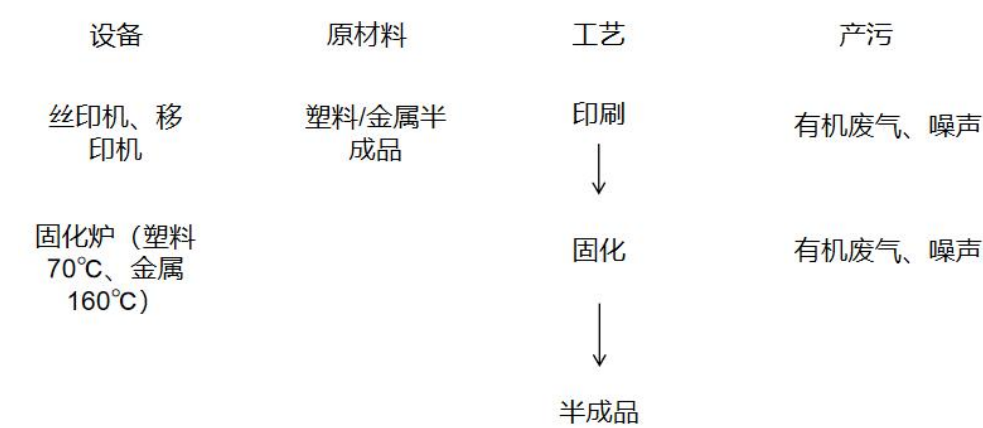 设备 原材料 工艺 产污
丝印机、移
印机
塑料/金属半
成品
印刷
有机废气、噪声
固化炉（塑料
70℃、金属
160℃）
固化
有机废气、噪声
半成品